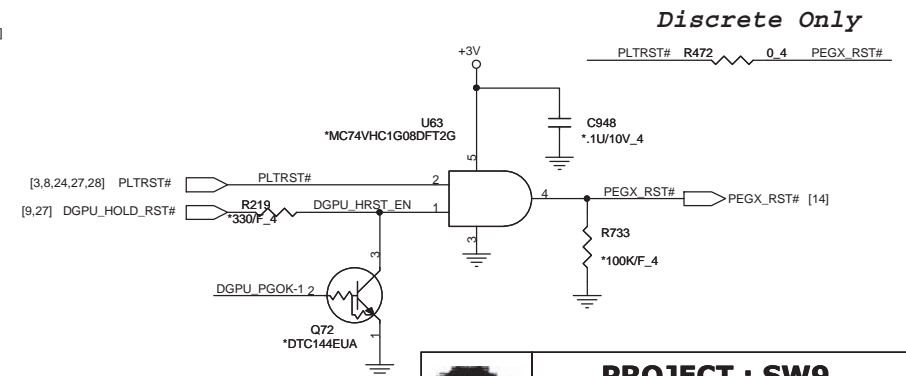 Discrete Only
]
PLTRST# R472 0_4 PEGX_RST#
+3V
U63
*MC74VHC1G08DFT2G
C948
*.1U/10V_4
5
[3,8,24,27,28] PLTRST#
PLTRST#
2
4
PEGX_RST#
PEGX_RST# [14]
[9,27] DGPU_HOLD_RST#
R219
*330/F_4
DGPU_HRST_EN
1
3
R733
*100K/F_4
3
DGPU_PGOK-1 2
Q72
*DTC144EUA
1
PROJECT : SW9